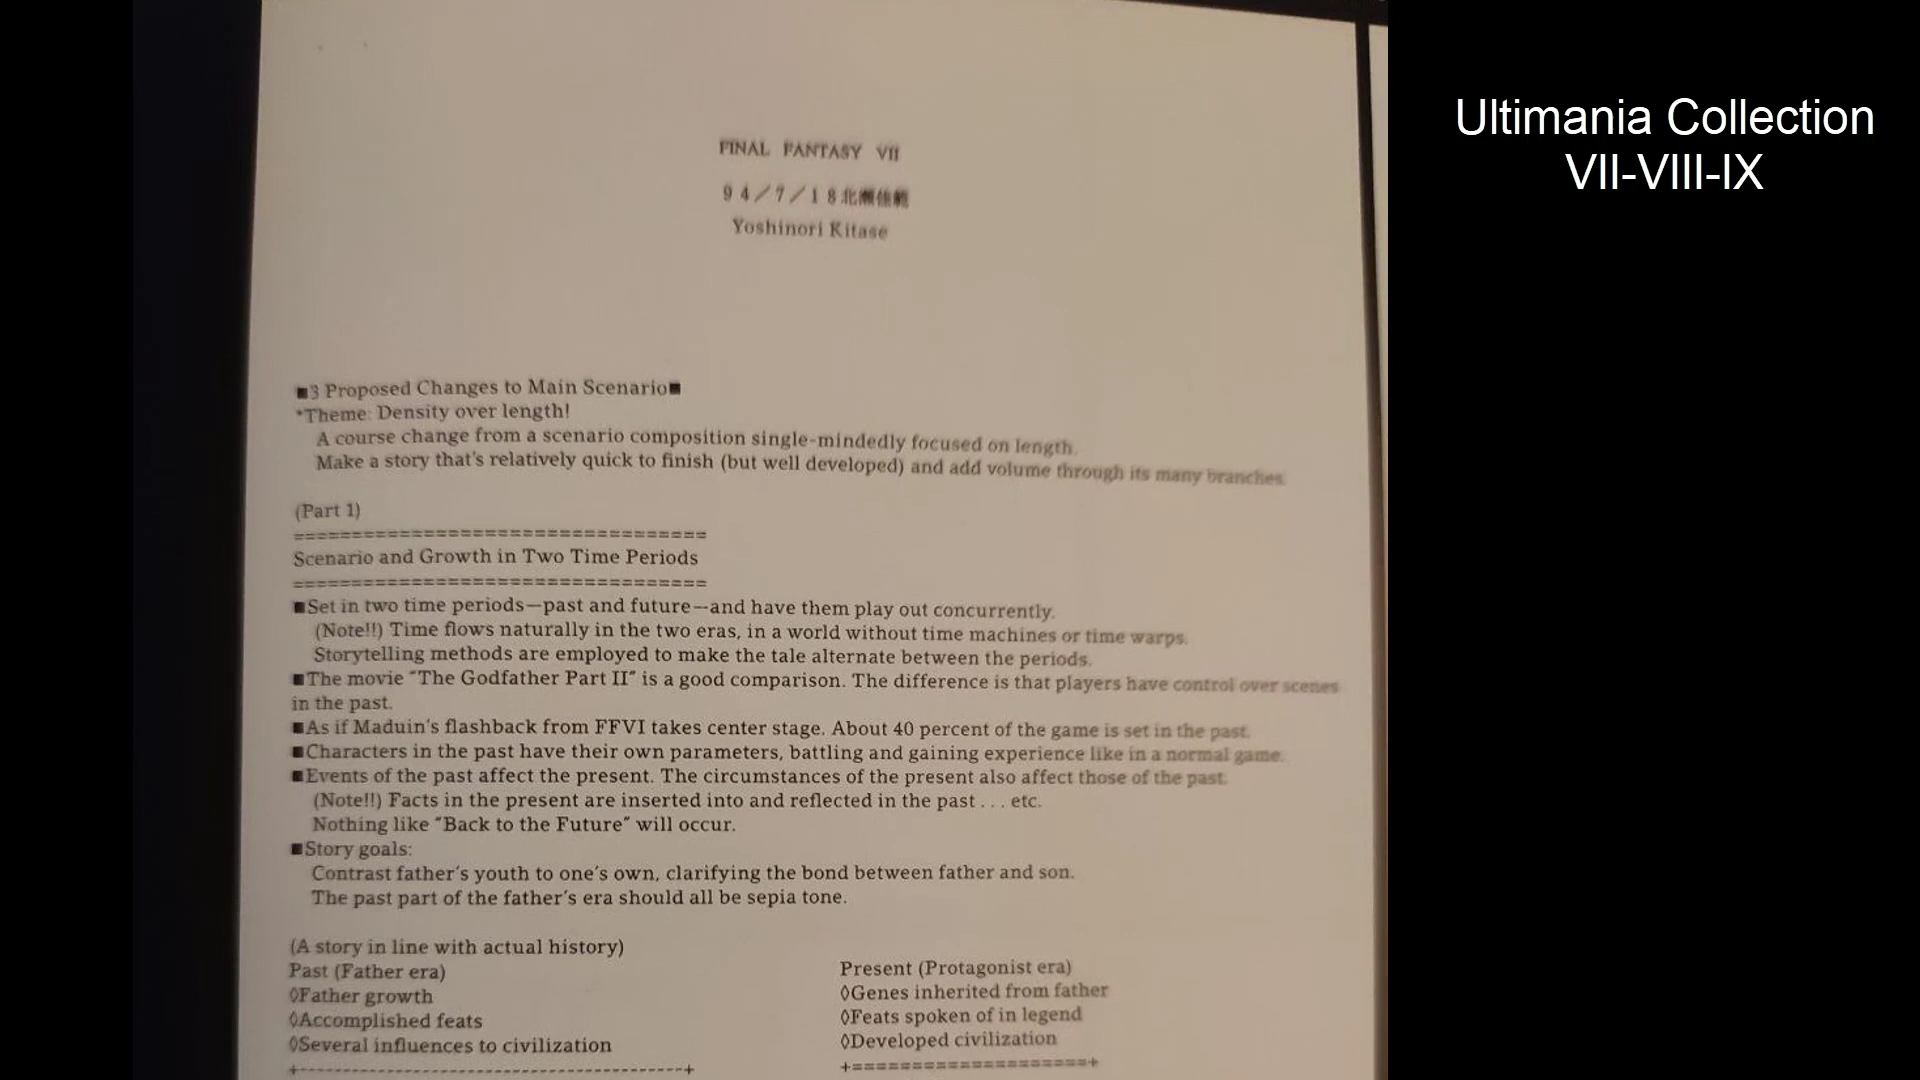 FINAL FANTASY VII
94/7/18北瀬佳範
Yoshinori Kitase
■3 Proposed Changes to Main Scenario■
*Theme: Density over length!
A course change from a scenario composition single-mindedly focused on length.
Make a story that's relatively quick to finish (but well developed) and add volume through its many branches.
(Part 1)
===================================
Scenario and Growth in Two Time Periods
===================================
■Set in two time periods—past and future—and have them play out concurrently.
(Note!!) Time flows naturally in the two eras, in a world without time machines or time warps.
Storytelling methods are employed to make the tale alternate between the periods.
■The movie "The Godfather Part II" is a good comparison. The difference is that players have control over scenes
in the past.
■As if Maduin's flashback from FFVI takes center stage. About 40 percent of the game is set in the past.
■Characters in the past have their own parameters, battling and gaining experience like in a normal game.
■Events of the past affect the present. The circumstances of the present also affect those of the past.
(Note!!) Facts in the present are inserted into and reflected in the past . . . etc.
Nothing like "Back to the Future" will occur.
■Story goals:
Contrast father's youth to one's own, clarifying the bond between father and son.
The past part of the father's era should all be sepia tone.
(A story in line with actual history)
Past (Father era)
◊Father growth
◊Accomplished feats
◊Several influences to civilization
+-----------------------------------------+
Present (Protagonist era)
◊Genes inherited from father
◊Feats spoken of in legend
◊Developed civilization
+====================+
Ultimania Collection
VII-VIII-IX